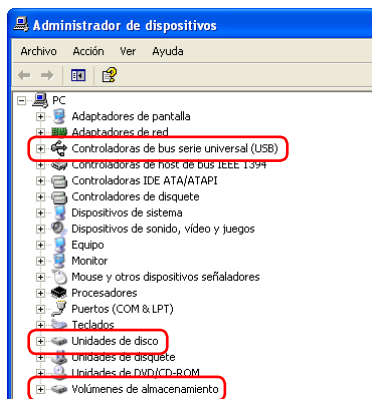 Administrador de dispositivos
Archivo Acción Ver Ayuda
PC
Adaptadores de pantalla
Adaptadores de red
Controladoras de bus serie universal (USB)
Controladoras de host de bus IEEE 1394
Controladoras IDE ATA/ATAPI
Controladores de disquete
Dispositivos de sistema
Dispositivos de sonido, vídeo y juegos
Equipo
Monitor
Mouse y otros dispositivos señaladores
Procesadores
Puertos (COM & LPT)
Teclados
Unidades de disco
Unidades de disquete
Unidades de DVD/CD-ROM
Volúmenes de almacenamiento